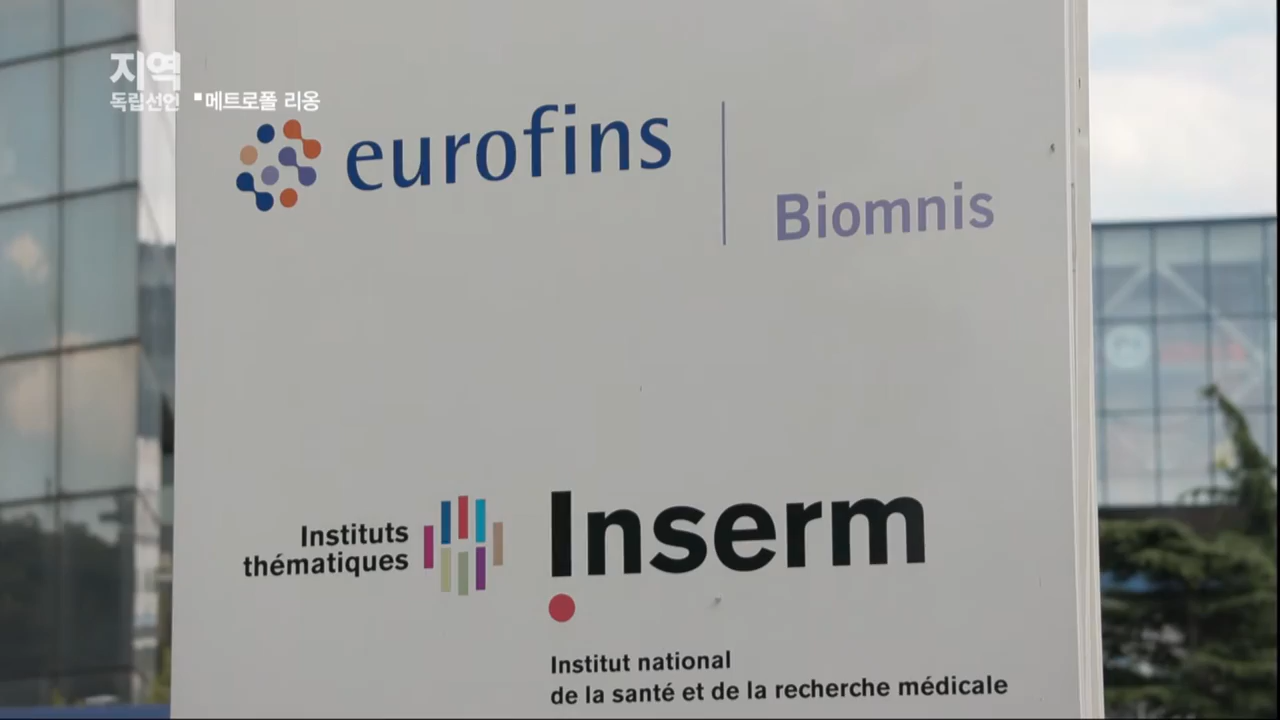 지역
독립선언 ▪메트로폴 리옹
eurofins
Biomnis
Instituts
thématiques
Inserm
Institut national
de la santé et de la recherche médicale